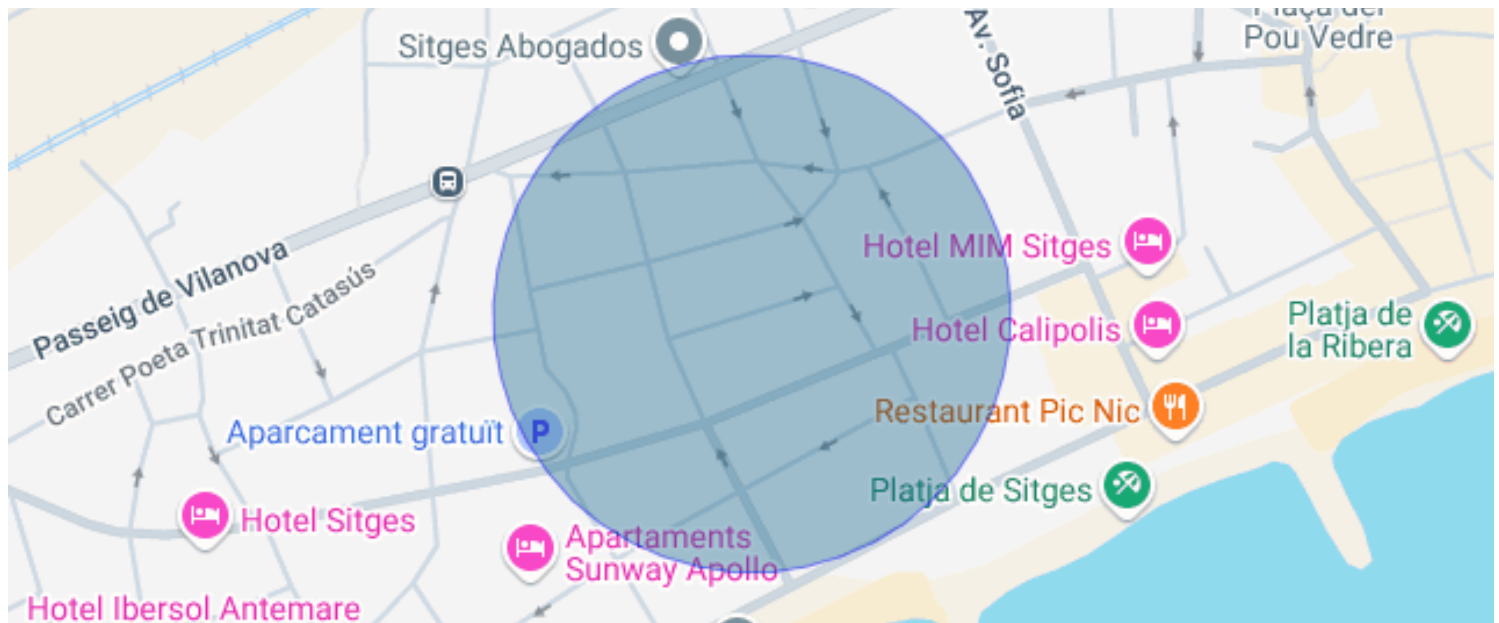 Plaça del
Pou Vedre
Sitges Abogados
Av. Sofia
Passeig de Vilanova
Carrer Poeta Trinitat Catasús
Hotel MIM Sitges
Hotel Calipolis
Platja de
la Ribera
Restaurant Pic Nic
Aparcament gratuït
P
Platja de Sitges
Hotel Sitges
Apartaments
Sunway Apollo
Hotel Ibersol Antemare